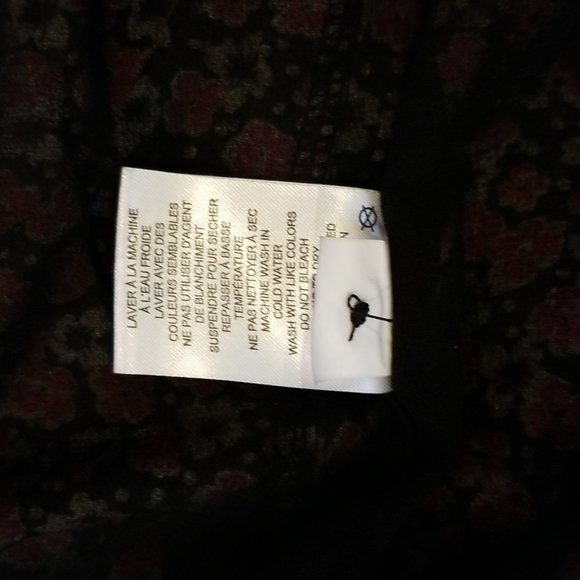 LAVER À LA MACHINE
À L'EAU FROIDE
LAVER AVEC DES
COULEURS SEMBLABLES
NE PAS UTILISER D'AGENT
DE BLANCHIMENT
SUSPENDRE POUR SÉCHER
REPASSER À BASSE
TEMPÉRATURE
NE PAS NETTOYER À SEC
MACHINE WASH IN
COLD WATER
WASH WITH LIKE COLORS
DO NOT BLEACH
TO DRY